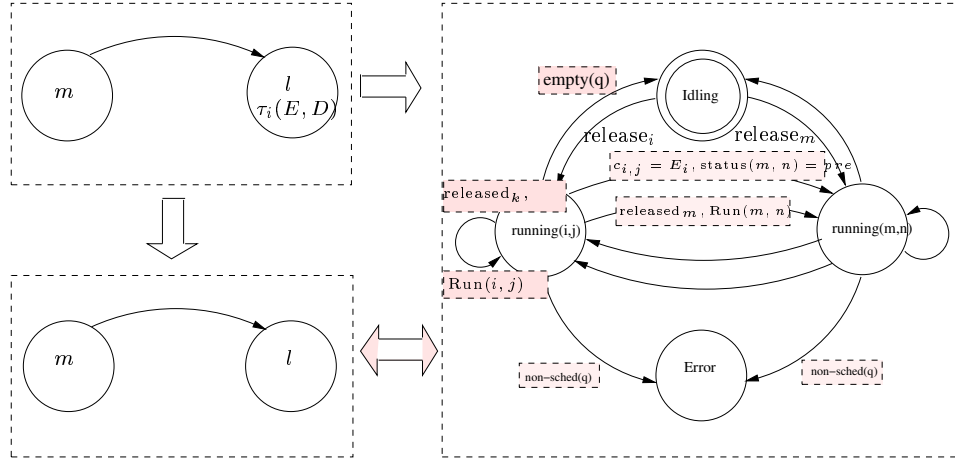 m
l
τi(E, D)
m
l
empty(q)
Idling
releasei
releasem
ci,j = Ei, status(m, n) = pre
releasedk,
releasedm, Run(m, n)
running(i,j)
running(m,n)
Run(i, j)
Error
non−sched(q)
non−sched(q)